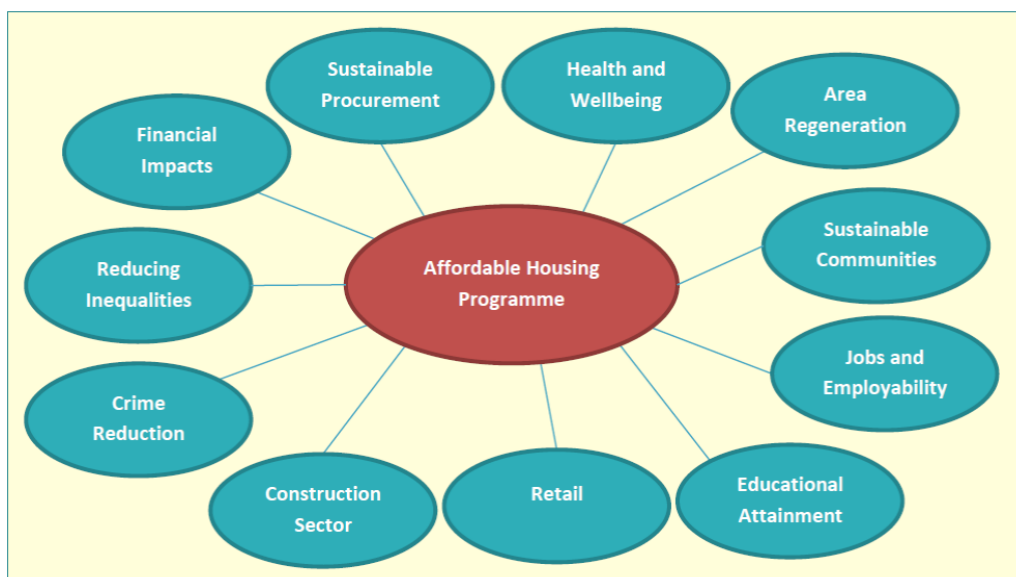 Sustainable
Procurement
Health and
Wellbeing
Area
Regeneration
Financial
Impacts
Sustainable
Communities
Reducing
Inequalities
Affordable Housing
Programme
Jobs and
Employability
Crime
Reduction
Construction
Sector
Retail
Educational
Attainment